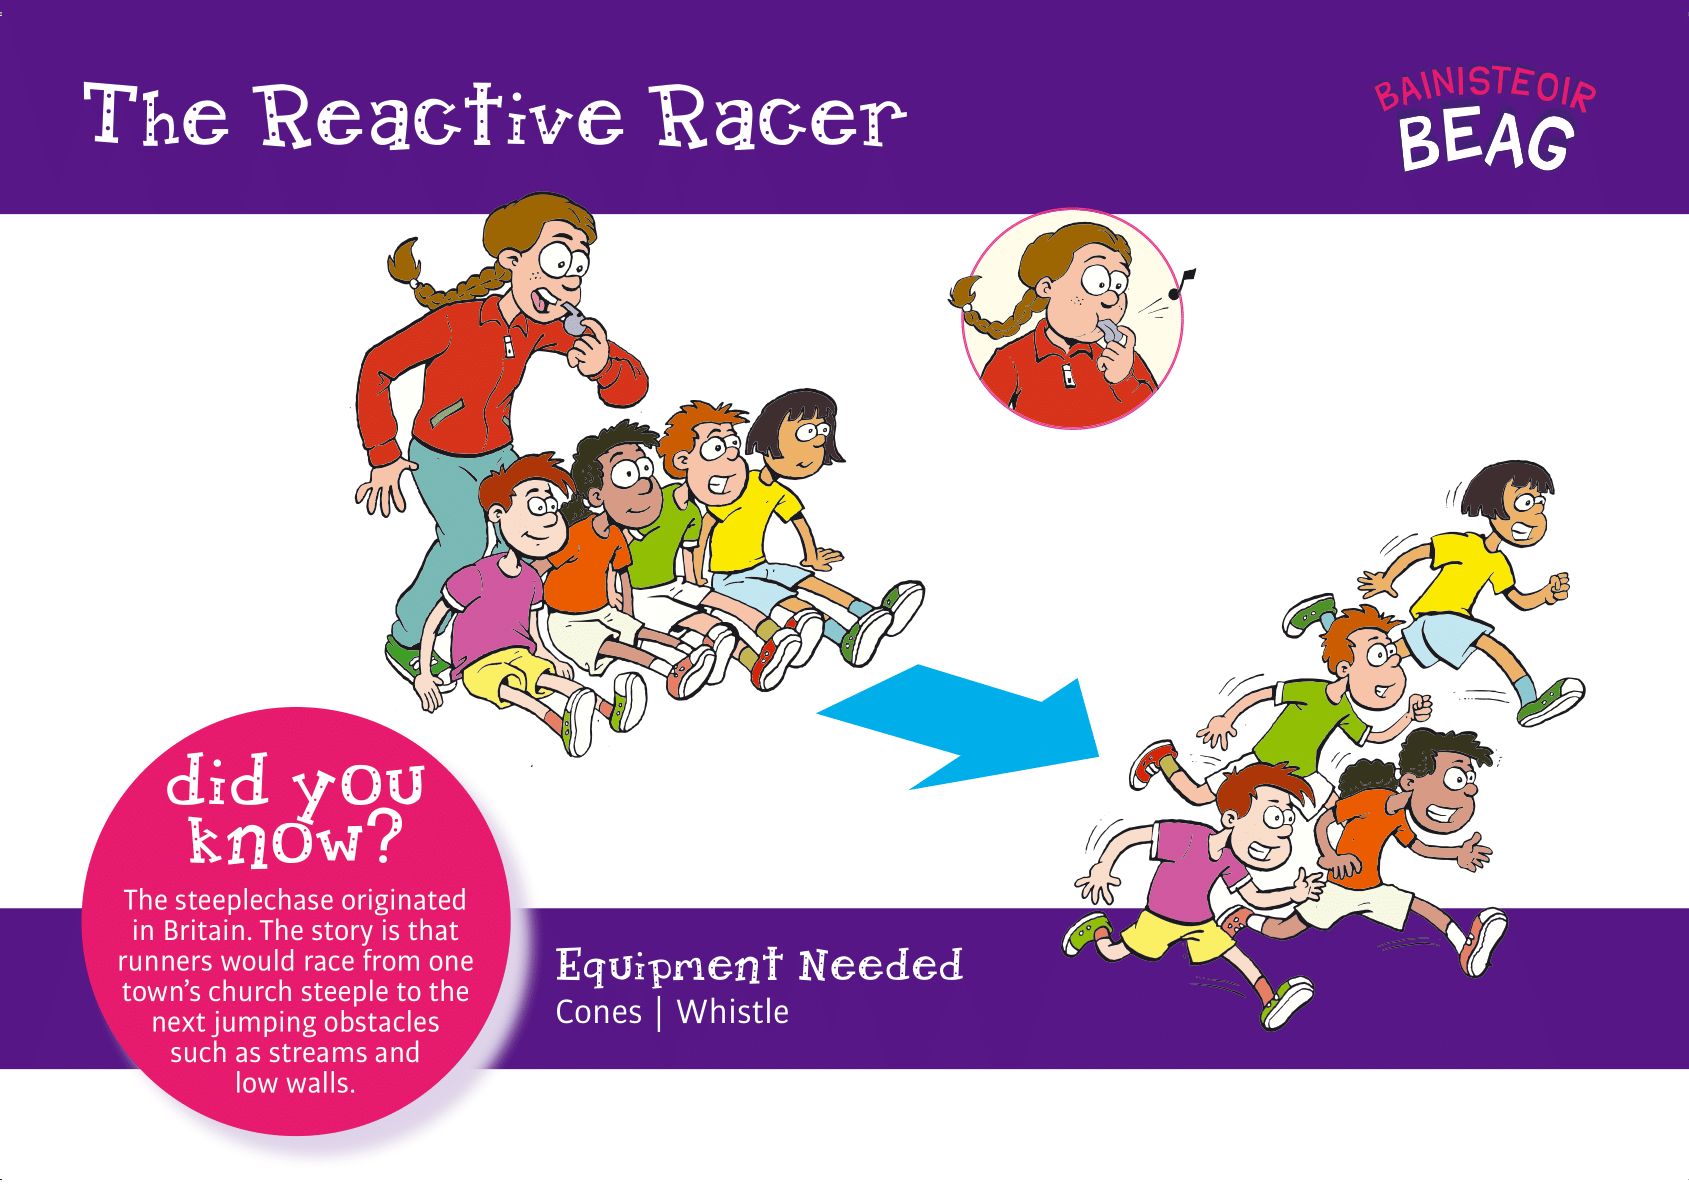 The Reactive Racer
BAINISTEOIR
BEAG
did you
know?
The steeplechase originated
in Britain. The story is that
runners would race from one
town’s church steeple to the
next jumping obstacles
such as streams and
low walls.
Equipment Needed
Cones | Whistle